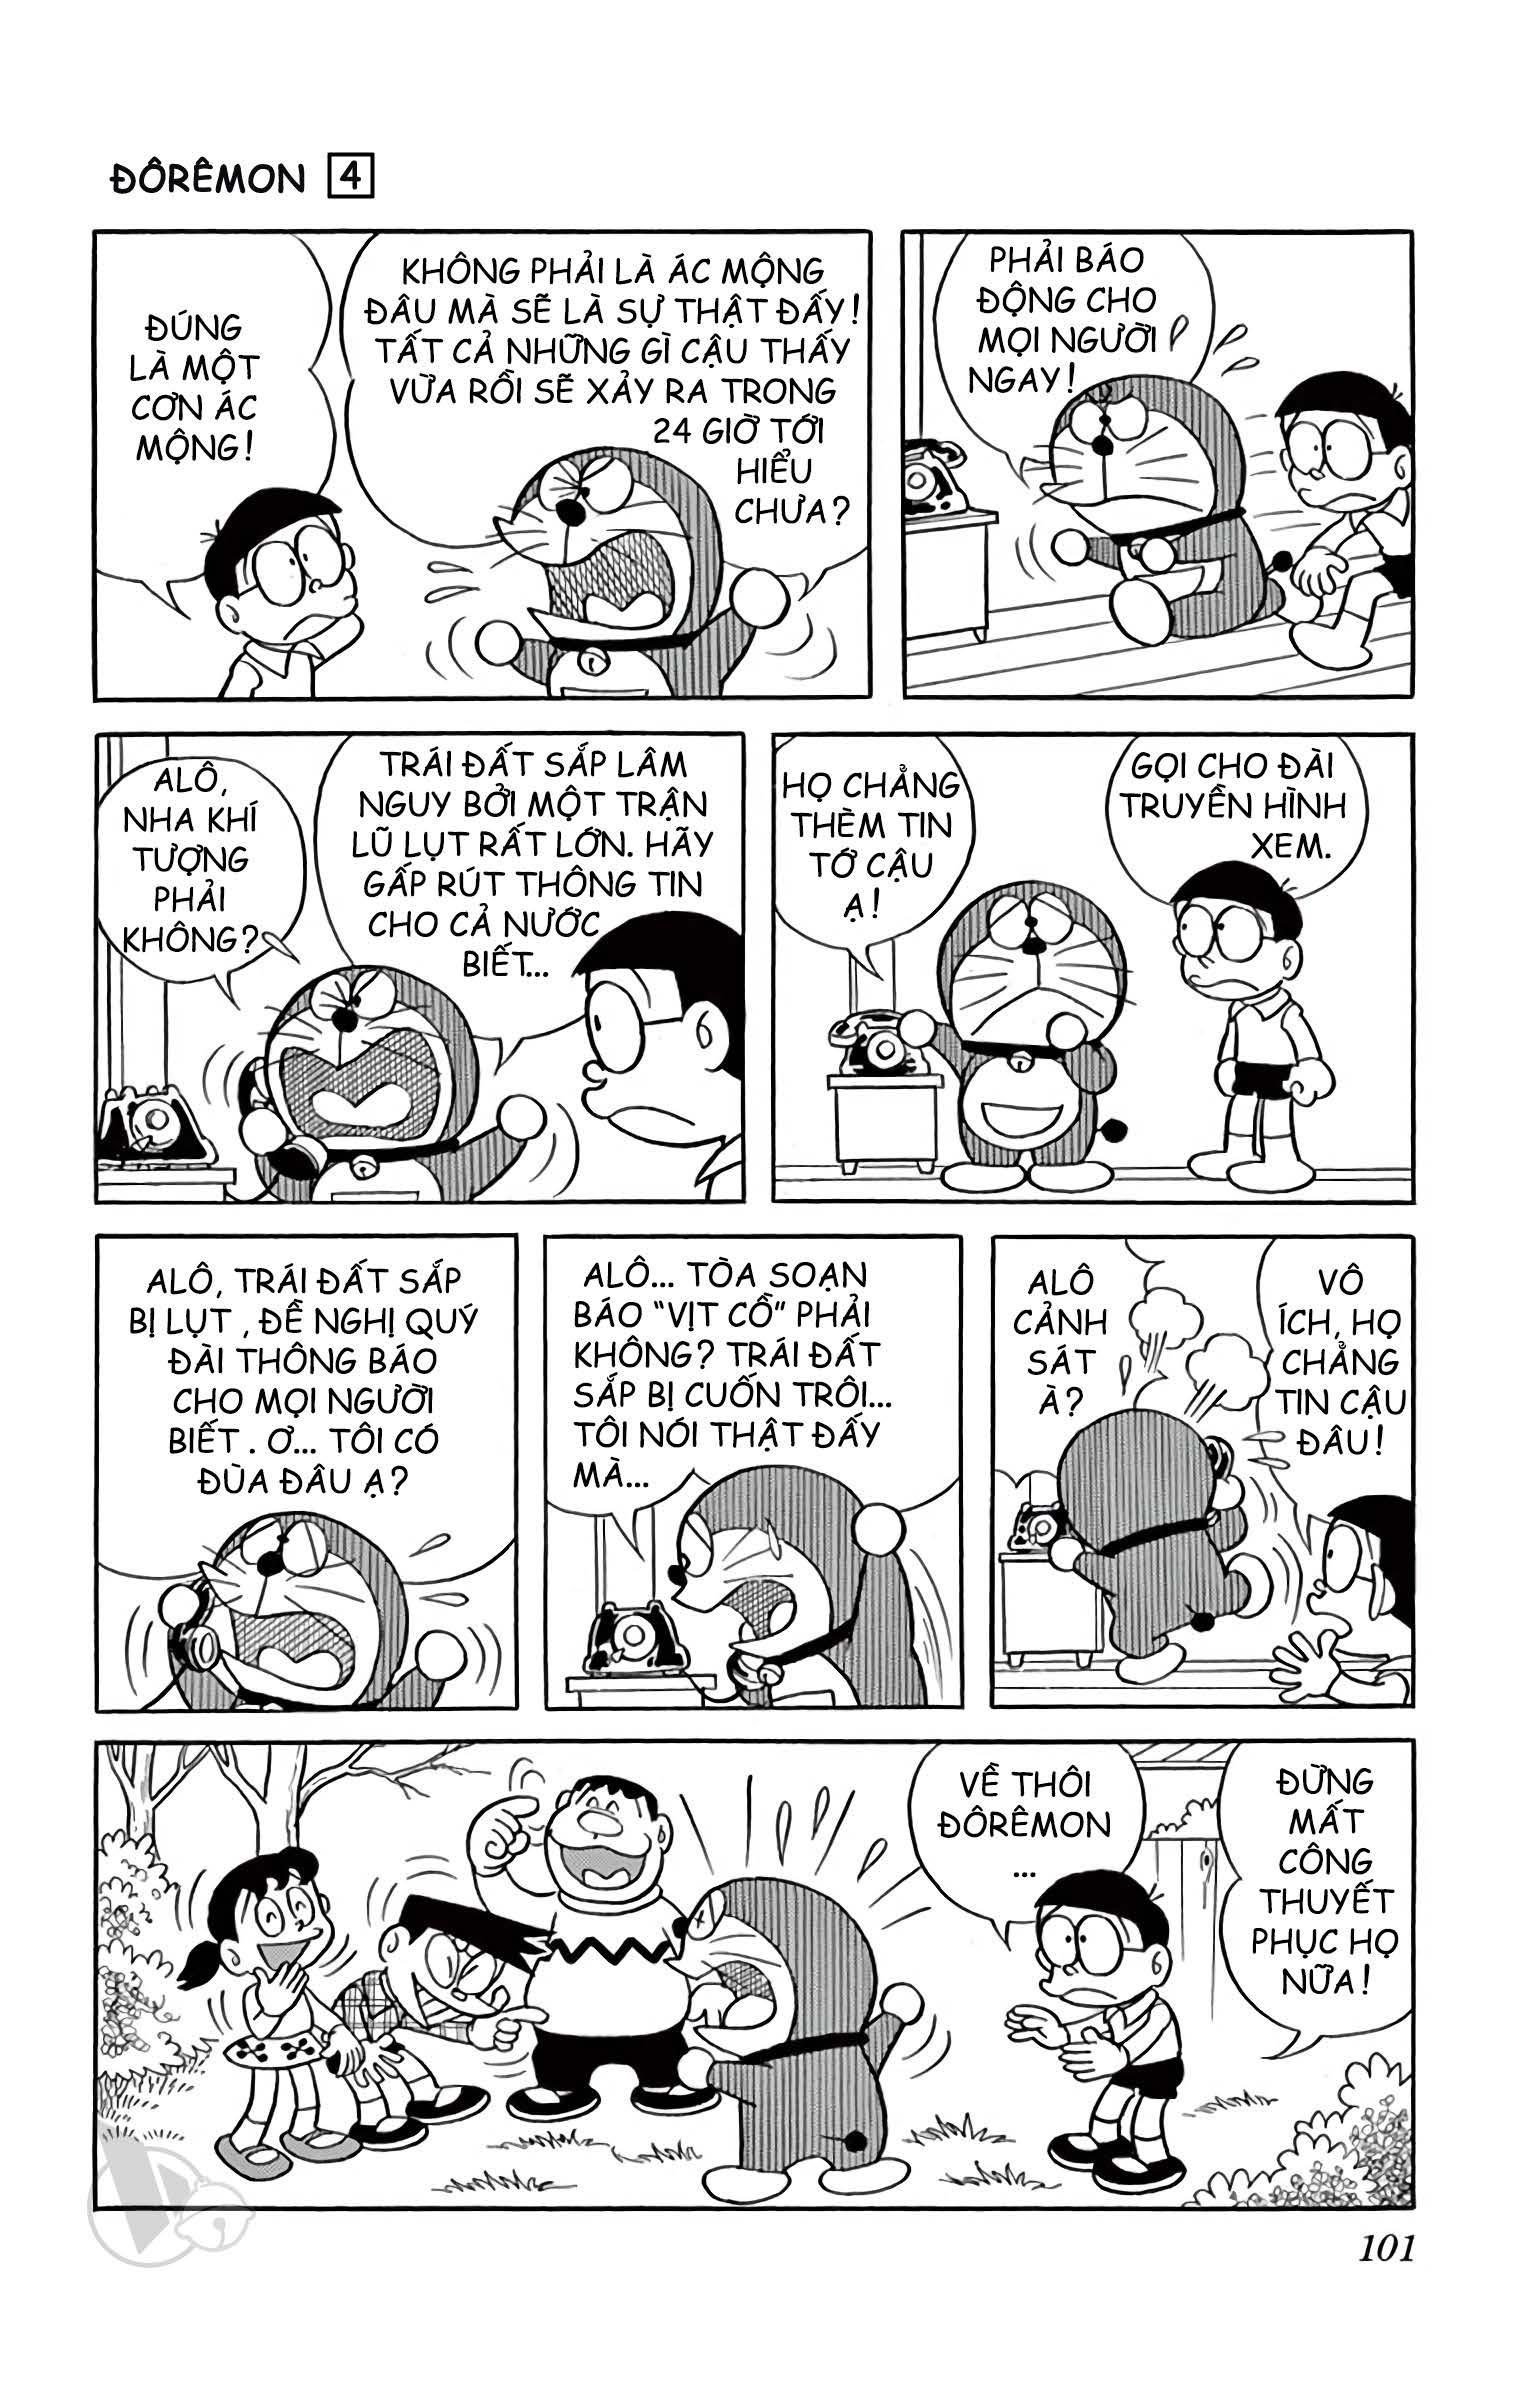 ĐÔRÊMON 4
ĐÚNG
LÀ MỘT
CƠN ÁC
MỘNG!
KHÔNG PHẢI LÀ ÁC MỘNG
ĐÂU MÀ SẼ LÀ SỰ THẬT ĐẤY!
TẤT CẢ NHỮNG GÌ CẬU THẤY
VỪA RỒI SẼ XẢY RA TRONG
24 GIỜ TỚI
HIỂU
CHƯA?
PHẢI BÁO
ĐỘNG CHO
MỌI NGƯỜI
NGAY!
ALÔ,
NHA KHÍ
TƯỢNG
PHẢI
KHÔNG?
TRÁI ĐẤT SẮP LÂM
NGUY BỞI MỘT TRẬN
LŨ LỤT RẤT LỚN. HÃY
GẤP RÚT THÔNG TIN
CHO CẢ NƯỚC
BIẾT...
HỌ CHẲNG
THÈM TIN
TỚ CẬU
Ạ!
GỌI CHO ĐÀI
TRUYỀN HÌNH
XEM.
ALÔ, TRÁI ĐẤT SẮP
BỊ LỤT , ĐỀ NGHỊ QUÝ
ĐÀI THÔNG BÁO
CHO MỌI NGƯỜI
BIẾT . Ơ... TÔI CÓ
ĐÙA ĐÂU Ạ?
ALÔ... TÒA SOẠN
BÁO "VỊT CỒ" PHẢI
KHÔNG? TRÁI ĐẤT
SẮP BỊ CUỐN TRÔI...
TÔI NÓI THẬT ĐẤY
MÀ...
ALÔ
CẢNH
SÁT
À?
VÔ
ÍCH, HỌ
CHẲNG
TIN CẬU
ĐÂU!
VỀ THÔI
ĐÔRÊMON
...
ĐỪNG
MẤT
CÔNG
THUYẾT
PHỤC HỌ
NỮA!
101